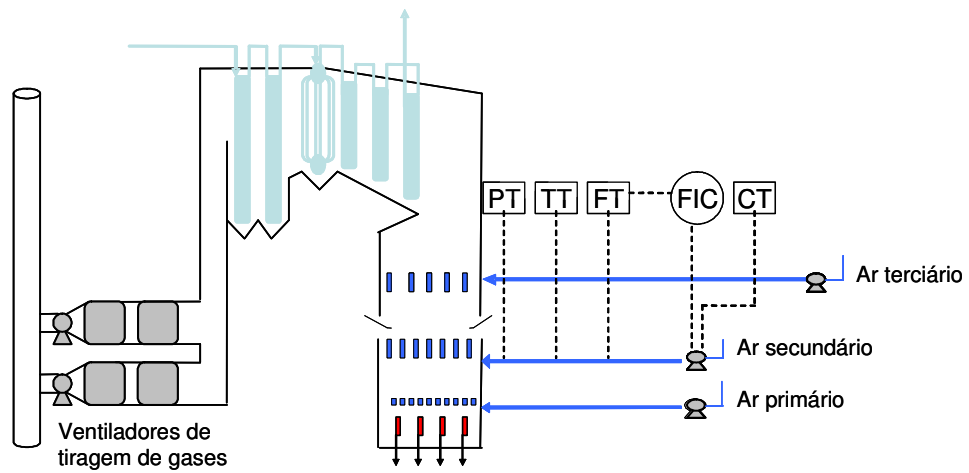 PT TT FT FIC CT
Ar terciário
Ar secundário
Ar primário
Ventiladores de
tiragem de gases